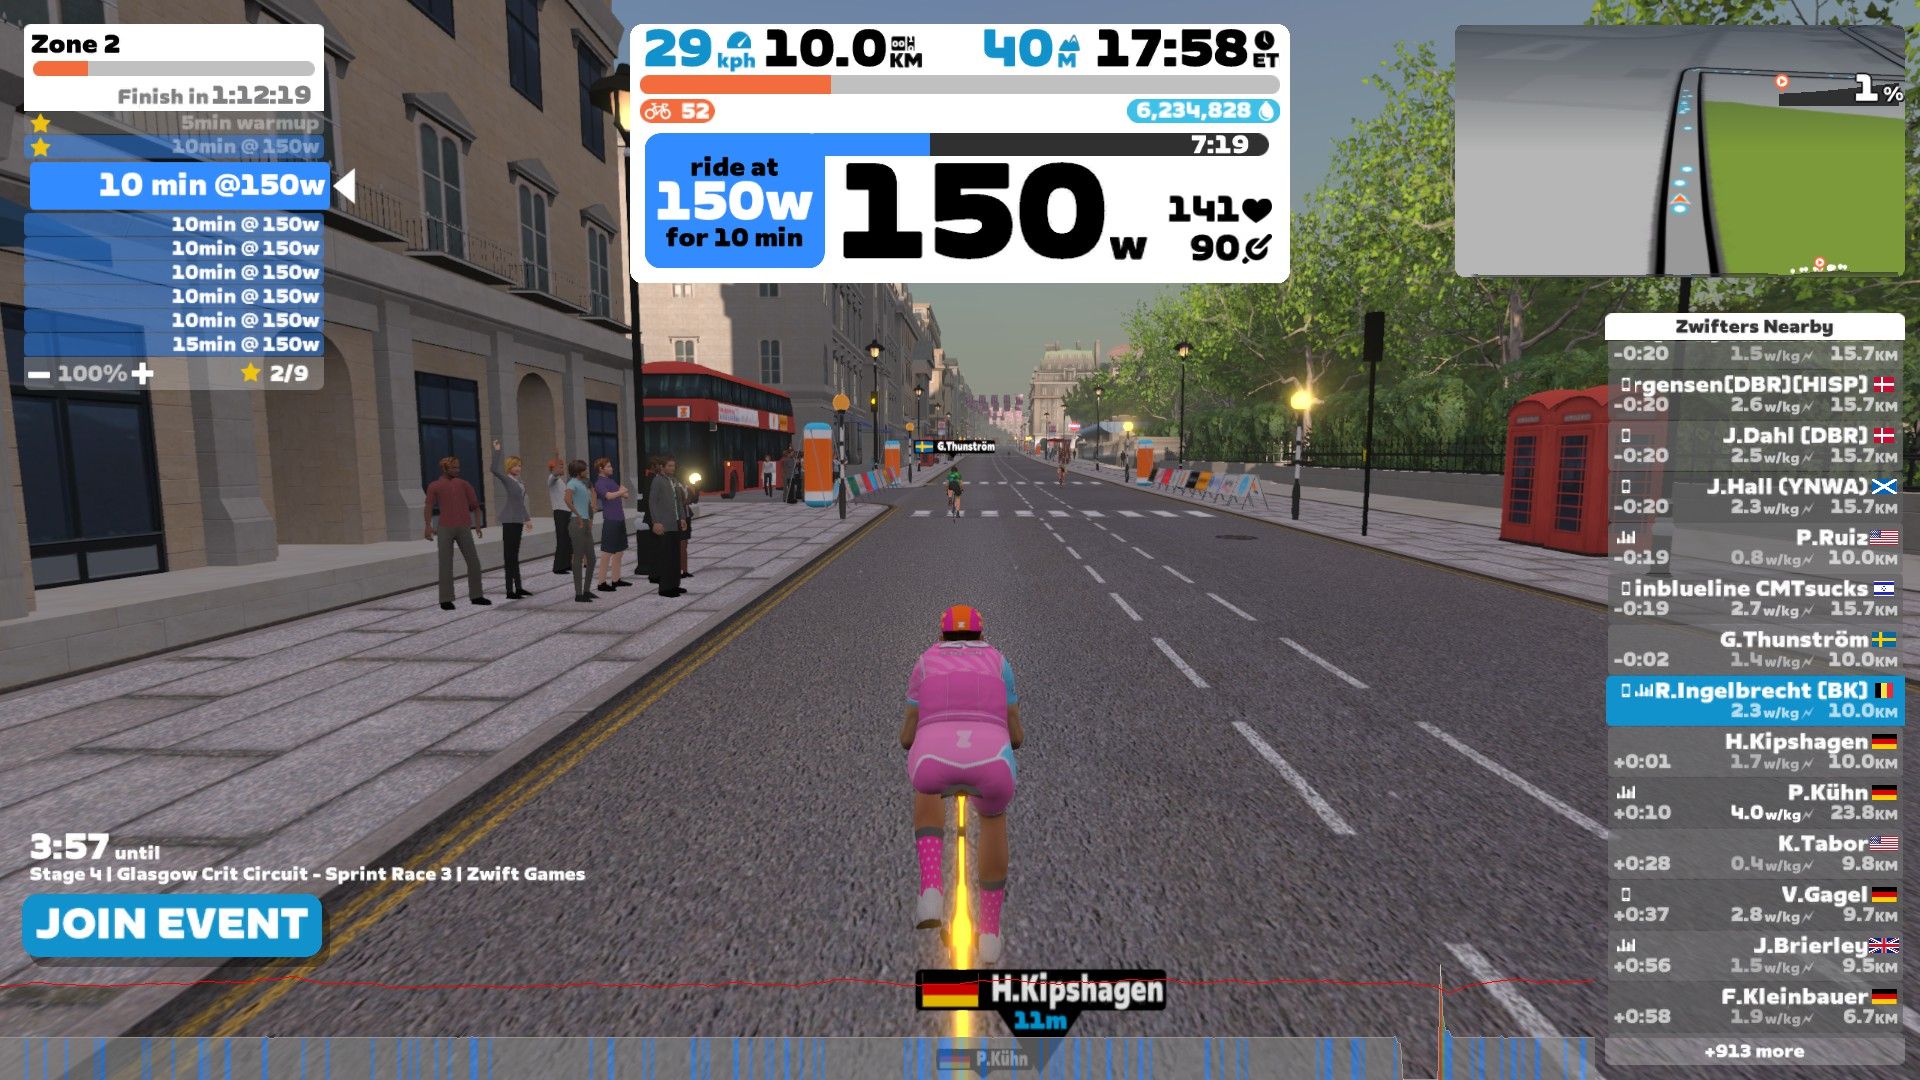 Zone 2
Finish in 1:12:19
5min warmup
10min @ 150w
10 min @150w
10min @ 150w
10min @ 150w
10min @ 150w
10min @ 150w
10min @ 150w
15min @ 150w
100%
2/9
29 kph 10.0 KM 40 M 17:58 ET
52
6,234,828
7:19
ride at
150w
for 10 min
150 w
141
90
1 %
G.Thunström
Zwifters Nearby
-0:20 1.5w/kg 15.7KM
rgensen(DBR)(HISP)
-0:20 2.6w/kg 15.7KM
J.Dahl (DBR)
-0:20 2.5w/kg 15.7KM
J.Hall (YNWA)
-0:20 2.3w/kg 15.7KM
P.Ruiz
-0:19 0.8w/kg 10.0KM
inblueline CMTsucks
-0:19 2.7w/kg 15.7KM
G.Thunström
-0:02 1.4w/kg 10.0KM
R.Ingelbrecht (BK)
2.3w/kg 10.0KM
H.Kipshagen
+0:01 1.7w/kg 10.0KM
P.Kühn
+0:10 4.0w/kg 23.8KM
K.Tabor
+0:28 0.4w/kg 9.8KM
V.Gagel
+0:37 2.8w/kg 9.7KM
J.Brierley
+0:56 1.5w/kg 9.5KM
F.Kleinbauer
+0:58 1.9w/kg 6.7KM
+913 more
3:57 until
Stage 4 | Glasgow Crit Circuit - Sprint Race 3 | Zwift Games
JOIN EVENT
H.Kipshagen
11m
P.Kühn